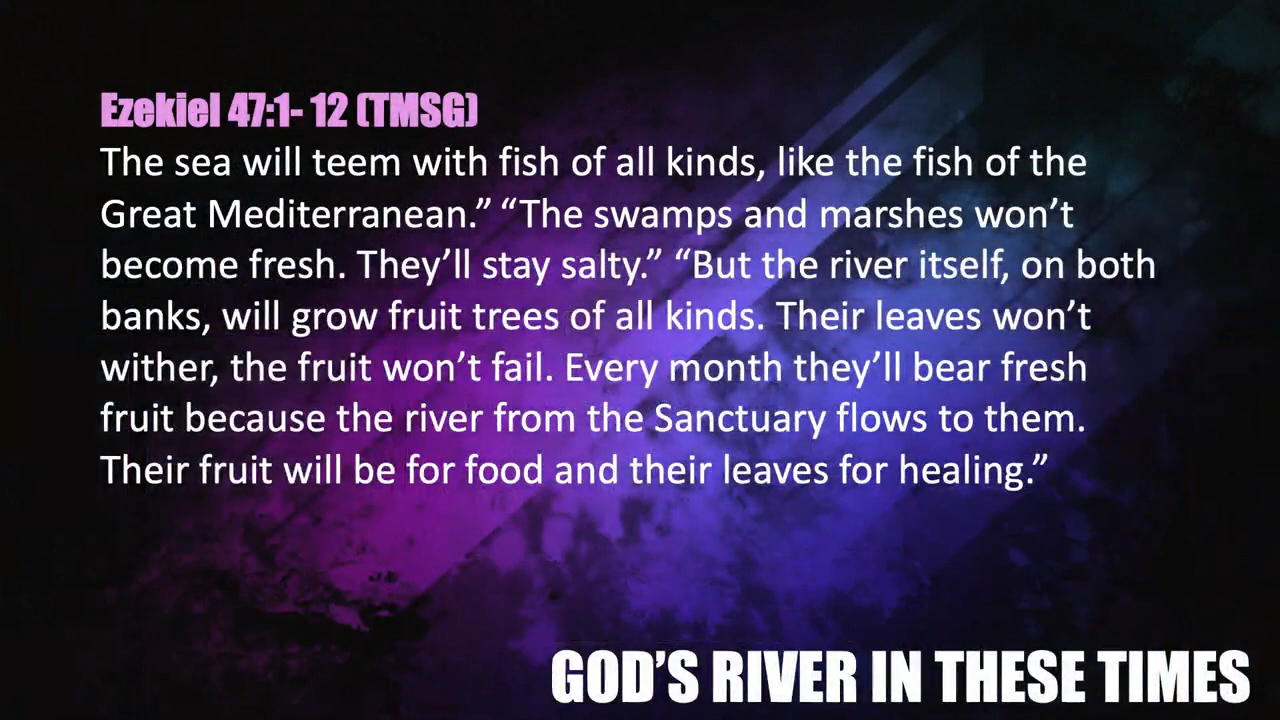 Ezekiel 47:1- 12 (TMSG)
The sea will teem with fish of all kinds, like the fish of the
Great Mediterranean.” “The swamps and marshes won’t
become fresh. They’ll stay salty.” “But the river itself, on both
banks, will grow fruit trees of all kinds. Their leaves won’t
wither, the fruit won’t fail. Every month they’ll bear fresh
fruit because the river from the Sanctuary flows to them.
Their fruit will be for food and their leaves for healing.”
GOD’S RIVER IN THESE TIMES